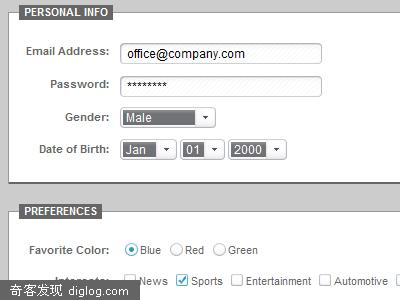 PERSONAL INFO
Email Address: office@company.com
Password: ********
Gender: Male
Date of Birth: Jan 01 2000
PREFERENCES
Favorite Color: Blue Red Green
Interests: News Sports Entertainment Automotive
奇客发现 diglog.com